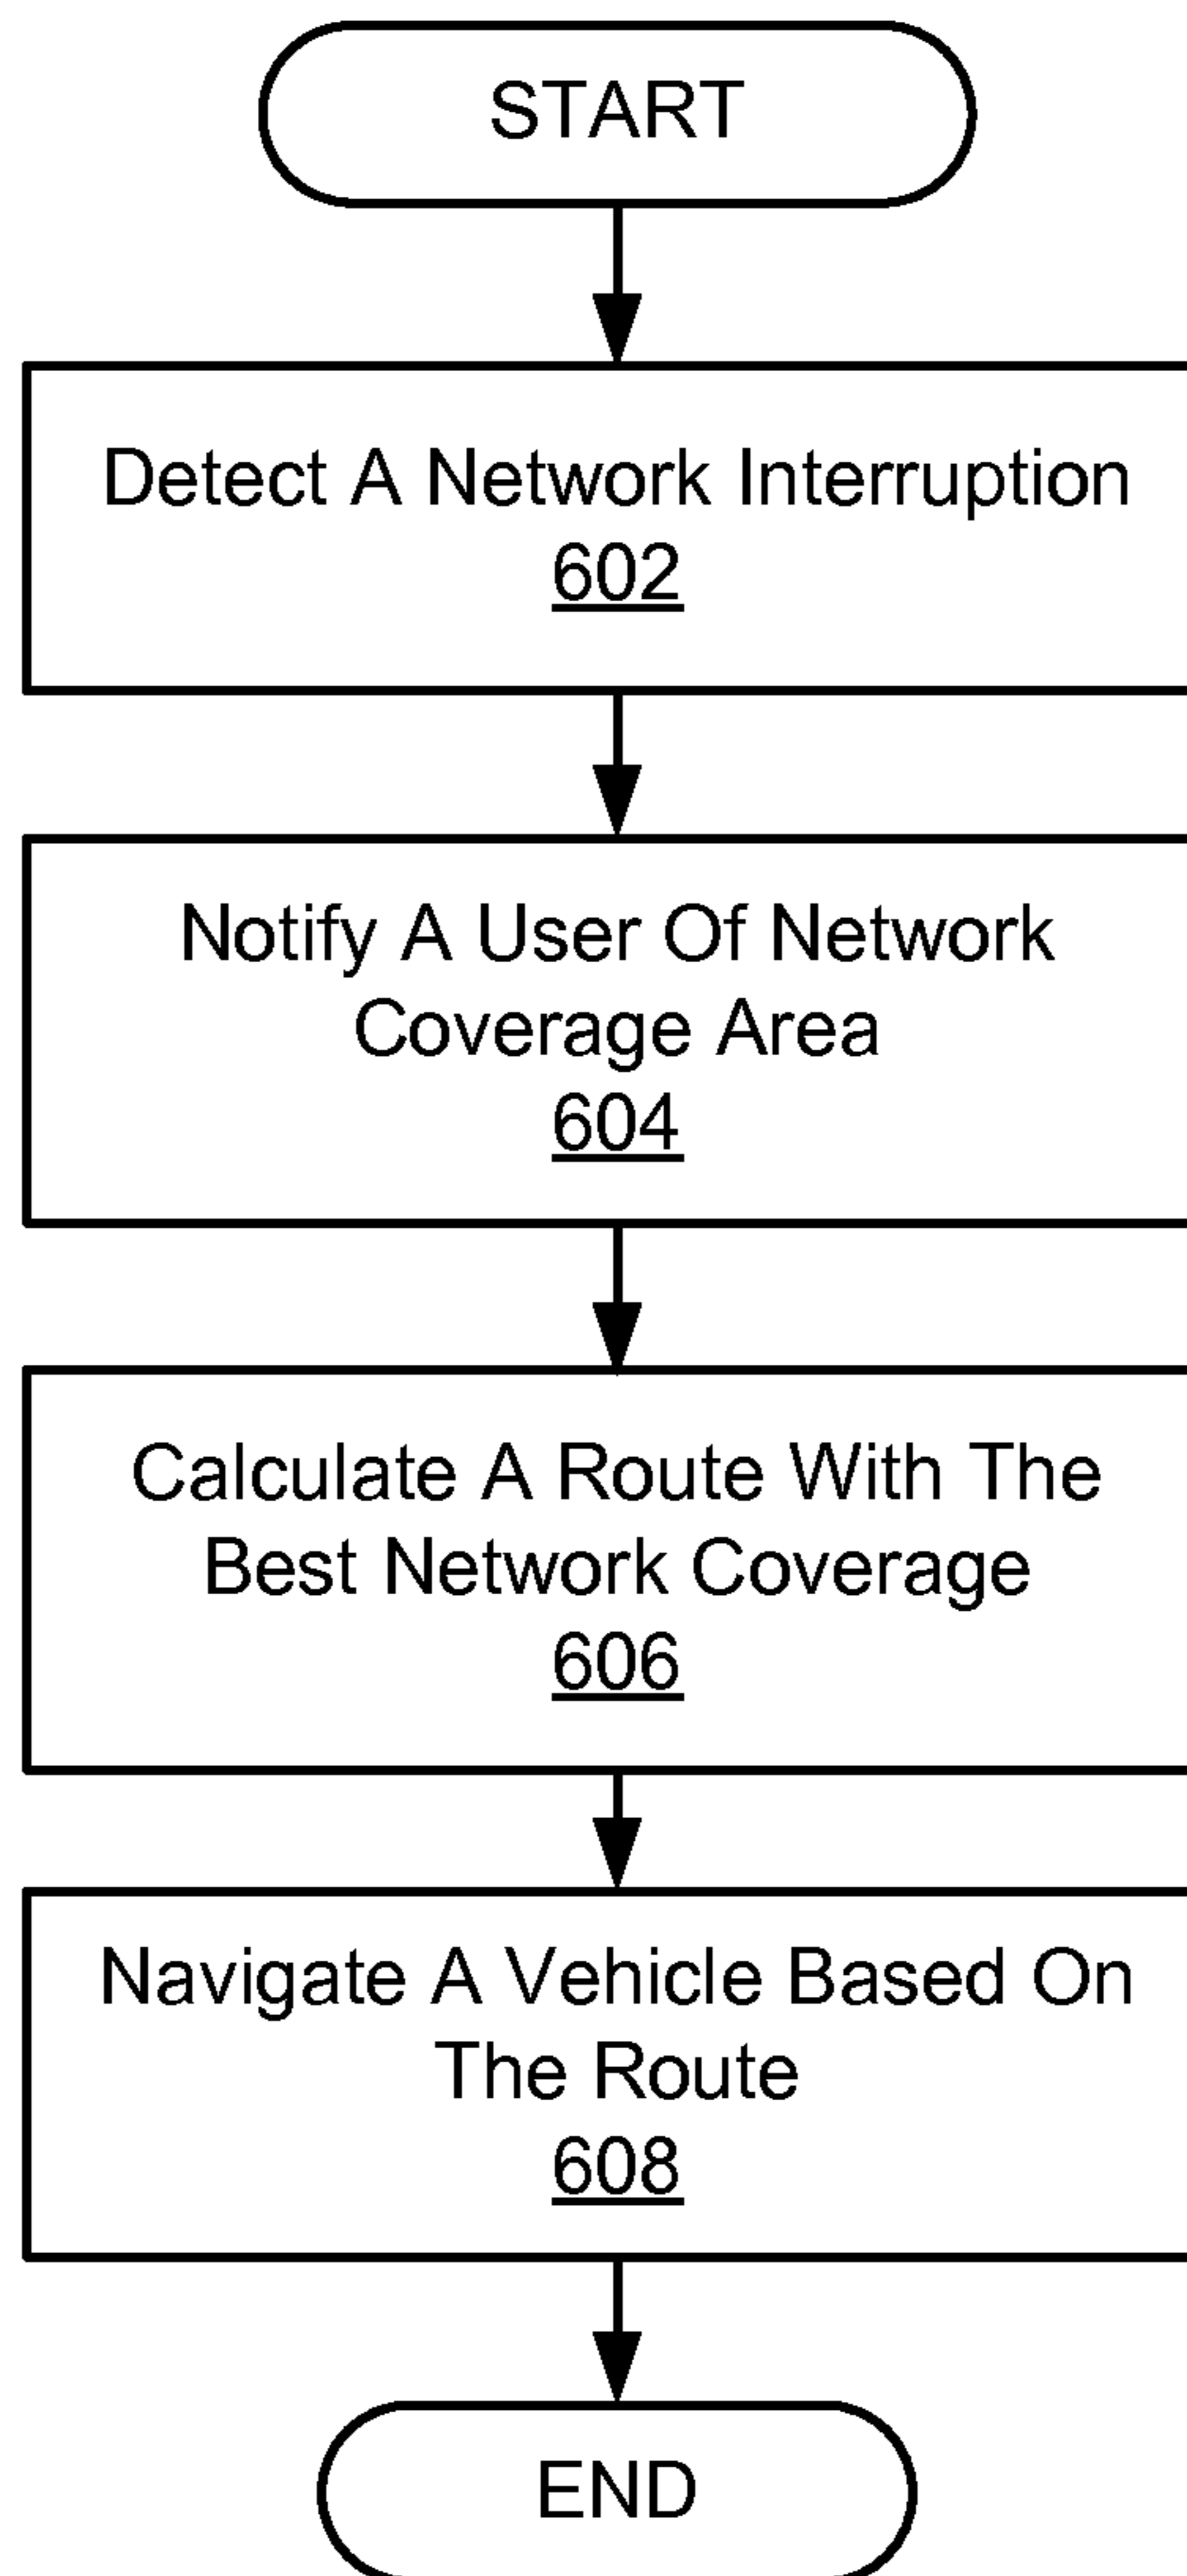 START
Detect A Network Interruption
602
Notify A User Of Network
Coverage Area
604
Calculate A Route With The
Best Network Coverage
606
Navigate A Vehicle Based On
The Route
608
END